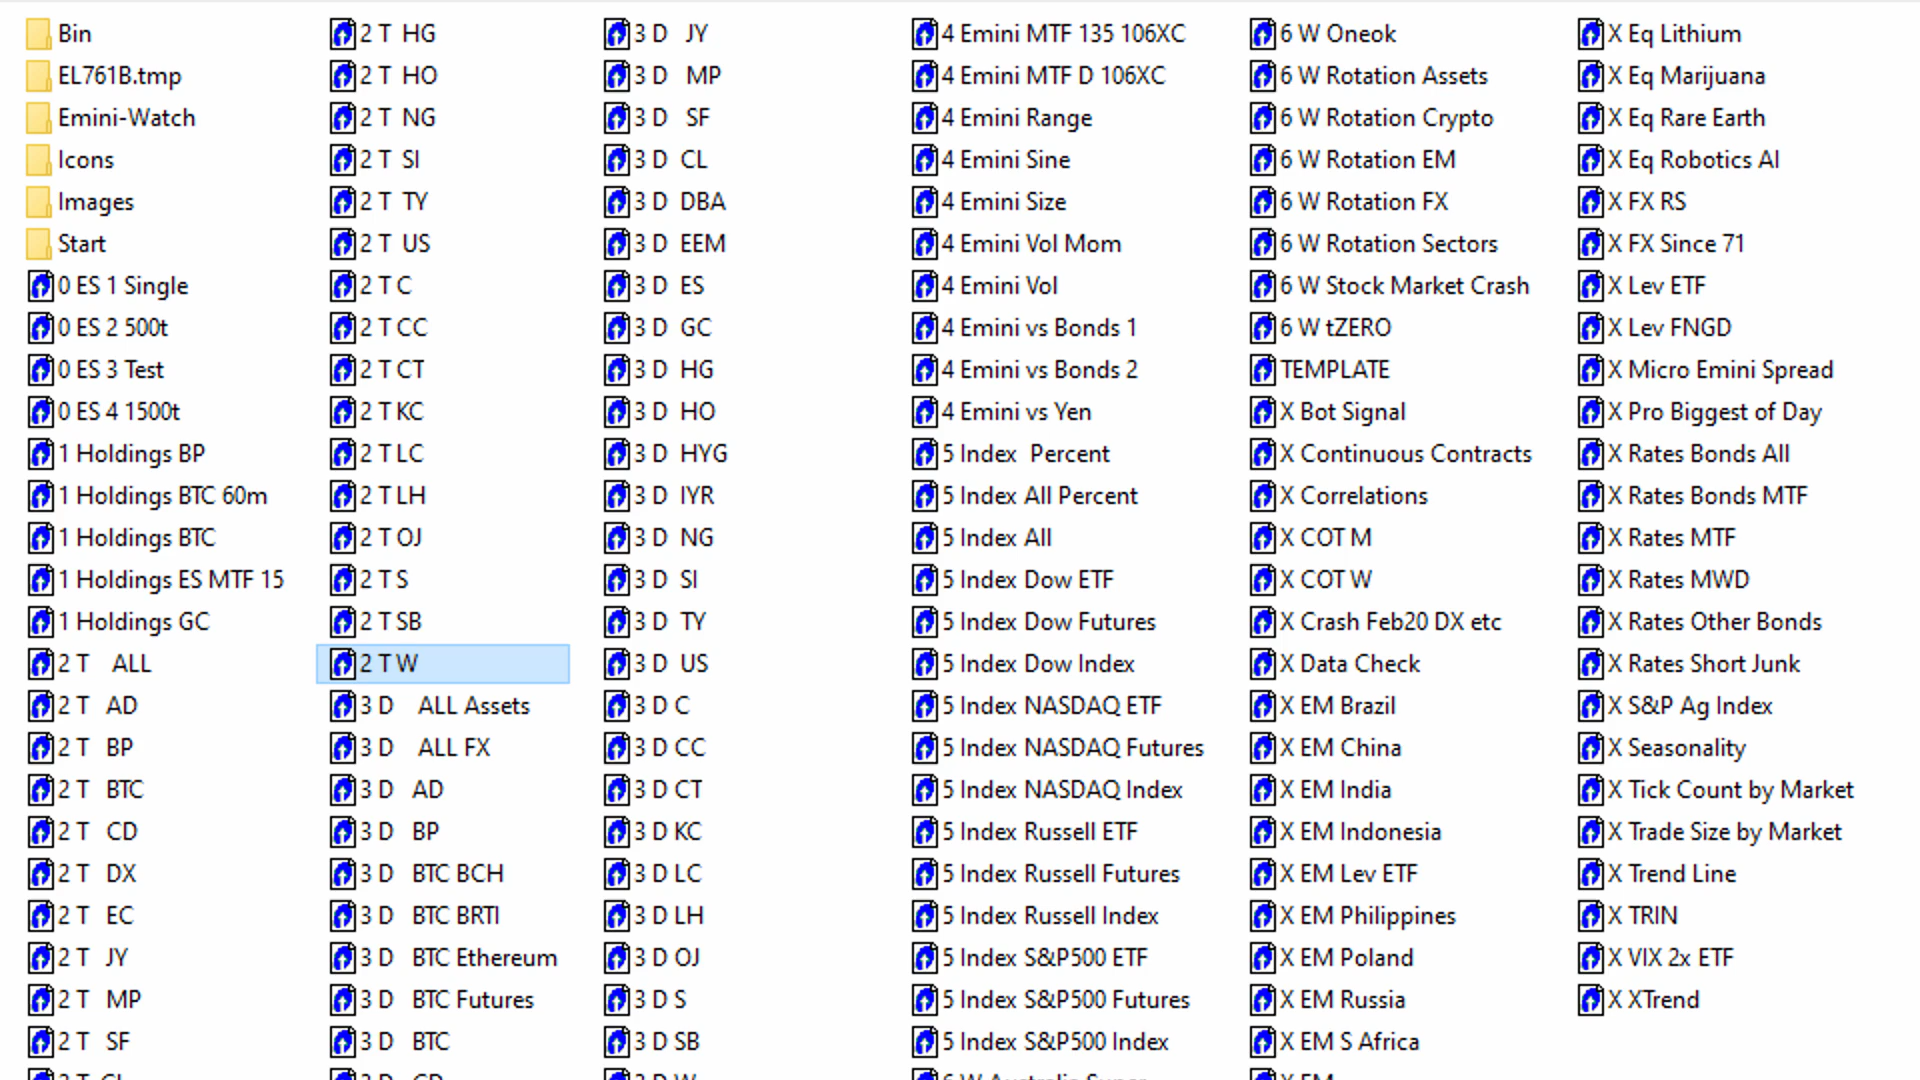 Bin
EL761B.tmp
Emini-Watch
Icons
Images
Start
0 ES 1 Single
0 ES 2 500t
0 ES 3 Test
0 ES 4 1500t
1 Holdings BP
1 Holdings BTC 60m
1 Holdings BTC
1 Holdings ES MTF 15
1 Holdings GC
2 T ALL
2 T AD
2 T BP
2 T BTC
2 T CD
2 T DX
2 T EC
2 T JY
2 T MP
2 T SF
2 T HG
2 T HO
2 T NG
2 T SI
2 T TY
2 T US
2 T C
2 T CC
2 T CT
2 T KC
2 T LC
2 T LH
2 T OJ
2 T S
2 T SB
2 T W
3 D ALL Assets
3 D ALL FX
3 D AD
3 D BP
3 D BTC BCH
3 D BTC BRTI
3 D BTC Ethereum
3 D BTC Futures
3 D BTC
3 D JY
3 D MP
3 D SF
3 D CL
3 D DBA
3 D EEM
3 D ES
3 D GC
3 D HG
3 D HO
3 D HYG
3 D IYR
3 D NG
3 D SI
3 D TY
3 D US
3 D C
3 D CC
3 D CT
3 D KC
3 D LC
3 D LH
3 D OJ
3 D S
3 D SB
4 Emini MTF 135 106XC
4 Emini MTF D 106XC
4 Emini Range
4 Emini Sine
4 Emini Size
4 Emini Vol Mom
4 Emini Vol
4 Emini vs Bonds 1
4 Emini vs Bonds 2
4 Emini vs Yen
5 Index Percent
5 Index All Percent
5 Index All
5 Index Dow ETF
5 Index Dow Futures
5 Index Dow Index
5 Index NASDAQ ETF
5 Index NASDAQ Futures
5 Index NASDAQ Index
5 Index Russell ETF
5 Index Russell Futures
5 Index Russell Index
5 Index S&P500 ETF
5 Index S&P500 Futures
5 Index S&P500 Index
6 W Oneok
6 W Rotation Assets
6 W Rotation Crypto
6 W Rotation EM
6 W Rotation FX
6 W Rotation Sectors
6 W Stock Market Crash
6 W tZERO
TEMPLATE
X Bot Signal
X Continuous Contracts
X Correlations
X COT M
X COT W
X Crash Feb20 DX etc
X Data Check
X EM Brazil
X EM China
X EM India
X EM Indonesia
X EM Lev ETF
X EM Philippines
X EM Poland
X EM Russia
X EM S Africa
X Eq Lithium
X Eq Marijuana
X Eq Rare Earth
X Eq Robotics AI
X FX RS
X FX Since 71
X Lev ETF
X Lev FNGD
X Micro Emini Spread
X Pro Biggest of Day
X Rates Bonds All
X Rates Bonds MTF
X Rates MTF
X Rates MWD
X Rates Other Bonds
X Rates Short Junk
X S&P Ag Index
X Seasonality
X Tick Count by Market
X Trade Size by Market
X Trend Line
X TRIN
X VIX 2x ETF
X XTrend